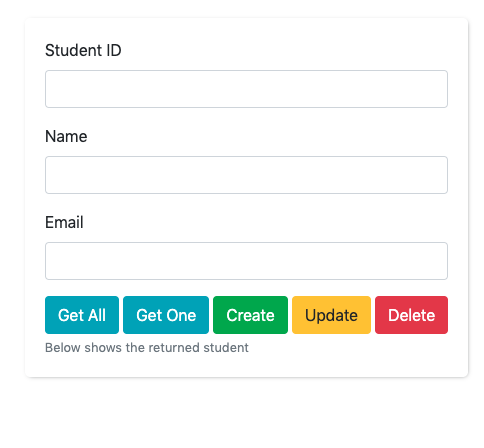 Student ID
Name
Email
Get All Get One Create Update Delete
Below shows the returned student